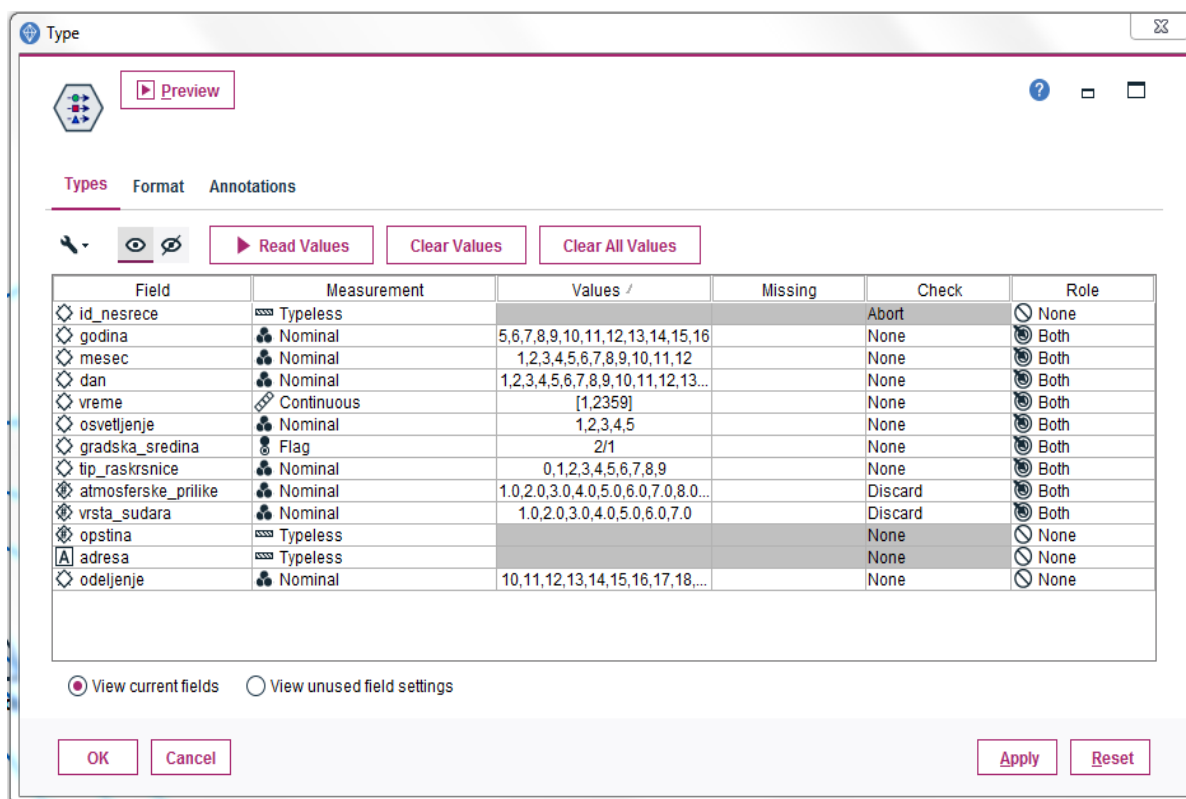 Type
Preview
Types Format Annotations
Read Values Clear Values Clear All Values
Field Measurement Values Missing Check Role
id_nesrece Typeless Abort None
godina Nominal 5,6,7,8,9,10,11,12,13,14,15,16 None Both
mesec Nominal 1,2,3,4,5,6,7,8,9,10,11,12 None Both
dan Nominal 1,2,3,4,5,6,7,8,9,10,11,12,13... None Both
vreme Continuous [1,2359] None Both
osvetljenje Nominal 1,2,3,4,5 None Both
gradska_sredina Flag 2/1 None Both
tip_raskrsnice Nominal 0,1,2,3,4,5,6,7,8,9 None Both
atmosferske_prilike Nominal 1.0,2.0,3.0,4.0,5.0,6.0,7.0,8.0... Discard Both
vrsta_sudara Nominal 1.0,2.0,3.0,4.0,5.0,6.0,7.0 Discard Both
opstina Typeless None None
A adresa Typeless None None
odeljenje Nominal 10,11,12,13,14,15,16,17,18,... None None
View current fields View unused field settings
OK Cancel Apply Reset